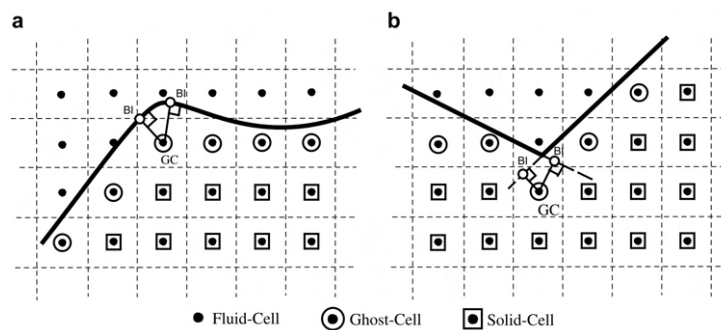 a
b
BI
BI
GC
BI
BI
GC
Fluid-Cell
Ghost-Cell
Solid-Cell